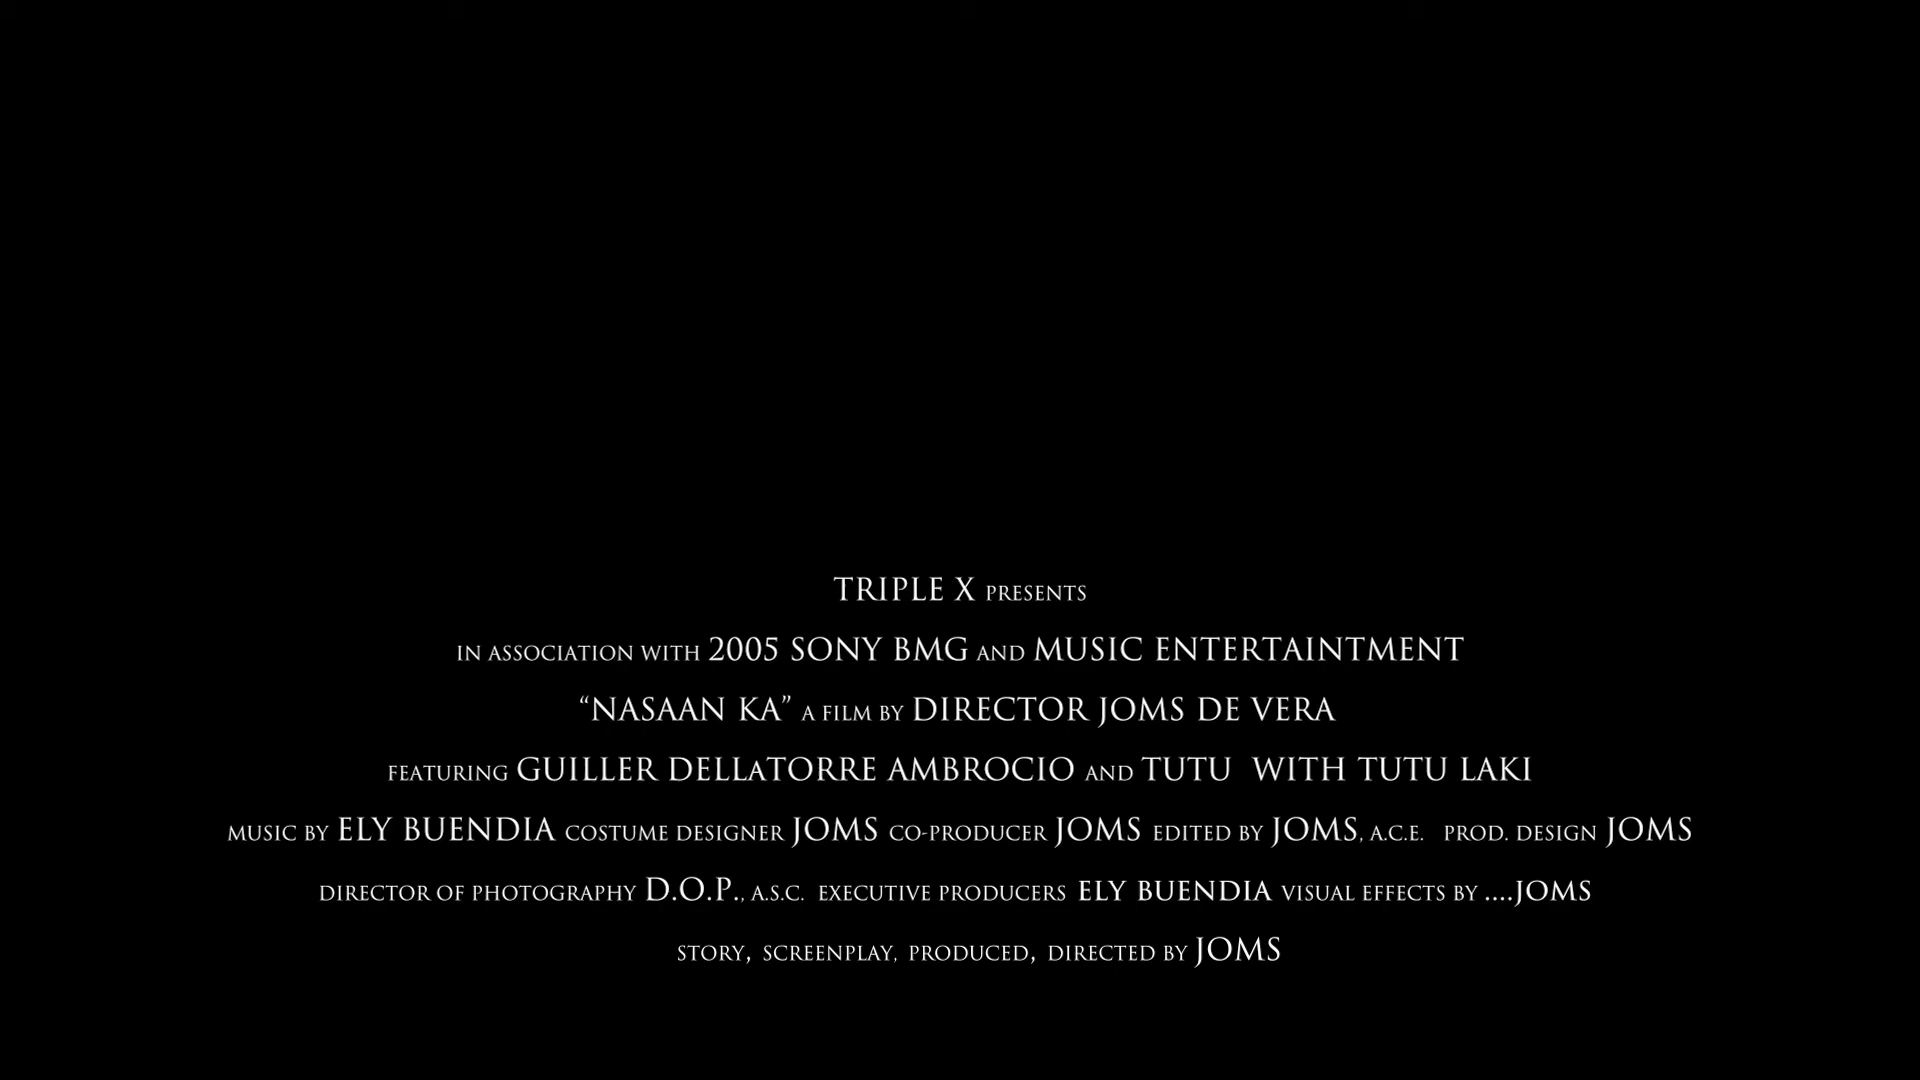 TRIPLE X PRESENTS
IN ASSOCIATION WITH 2005 SONY BMG AND MUSIC ENTERTAINTMENT
“NASAAN KA” A FILM BY DIRECTOR JOMS DE VERA
FEATURING GUILLER DELLATORRE AMBROCIO AND TUTU WITH TUTU LAKI
MUSIC BY ELY BUENDIA COSTUME DESIGNER JOMS CO-PRODUCER JOMS EDITED BY JOMS, A.C.E. PROD. DESIGN JOMS
DIRECTOR OF PHOTOGRAPHY D.O.P., A.S.C. EXECUTIVE PRODUCERS ELY BUENDIA VISUAL EFFECTS BY ....JOMS
STORY, SCREENPLAY, PRODUCED, DIRECTED BY JOMS